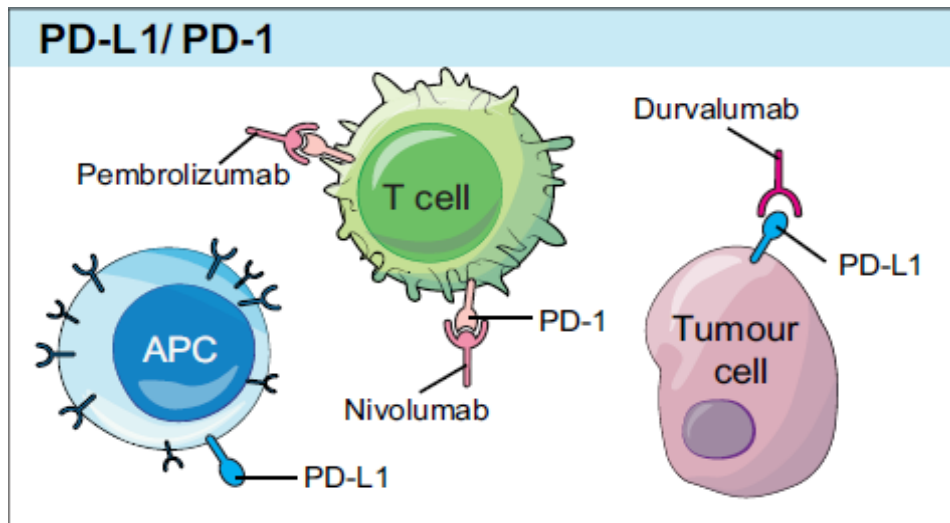 PD-L1/ PD-1
Durvalumab
Pembrolizumab
T cell
PD-L1
PD-1
APC
Tumour
cell
Nivolumab
PD-L1